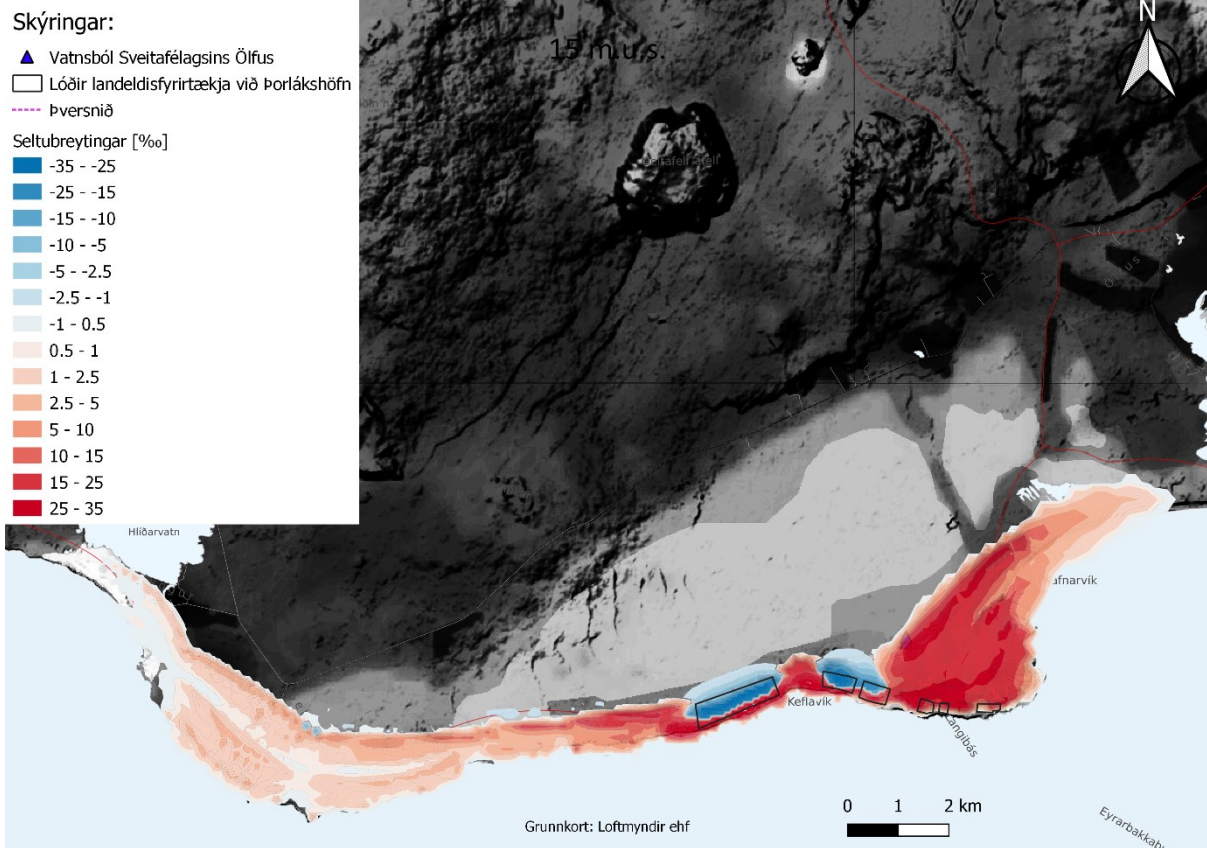 Skýringar:
Vatnsból Sveitafélagsins Ölfus
Lóðir landeldisfyrirtækja við Þorlákshöfn
Þversnið
Seltubreytingar [‰]
-35 - -25
-25 - -15
-15 - -10
-10 - -5
-5 - -2.5
-2.5 - -1
-1 - 0.5
0.5 - 1
1 - 2.5
2.5 - 5
5 - 10
10 - 15
15 - 25
25 - 35
15 m.u.s.
N
Hlíðarvatn
afnarvík
Keflavík
Langibás
0 1 2 km
Grunnkort: Loftmyndir ehf
Eyrarbakkabu